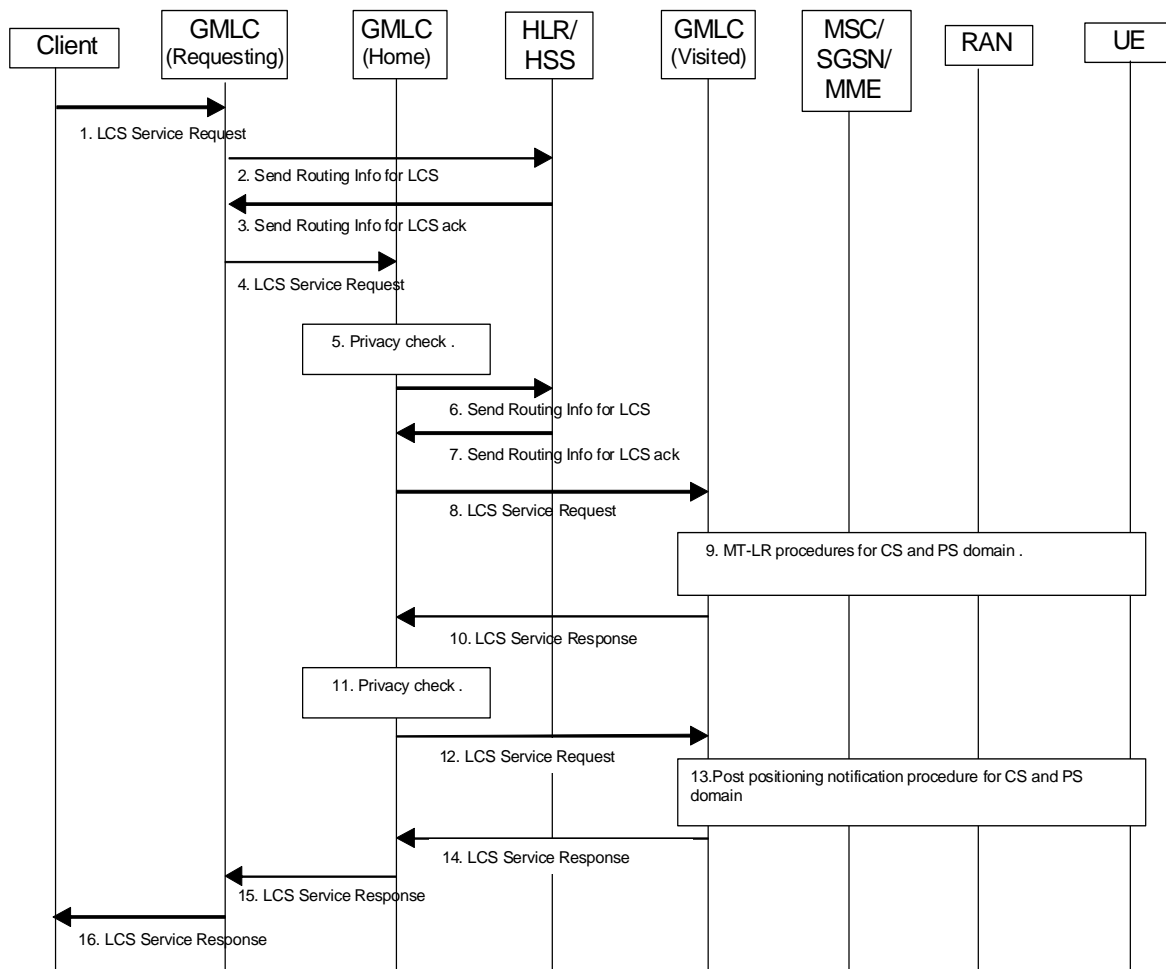 Client
GMLC
(Requesting)
GMLC
(Home)
HLR/
HSS
GMLC
(Visited)
MSC/
SGSN/
MME
RAN
UE
1. LCS Service Request
2. Send Routing Info for LCS
3. Send Routing Info for LCS ack
4. LCS Service Request
5. Privacy check .
6. Send Routing Info for LCS
7. Send Routing Info for LCS ack
8. LCS Service Request
9. MT-LR procedures for CS and PS domain .
10. LCS Service Response
11. Privacy check .
12. LCS Service Request
13.Post positioning notification procedure for CS and PS
domain
14. LCS Service Response
15. LCS Service Response
16. LCS Service Response